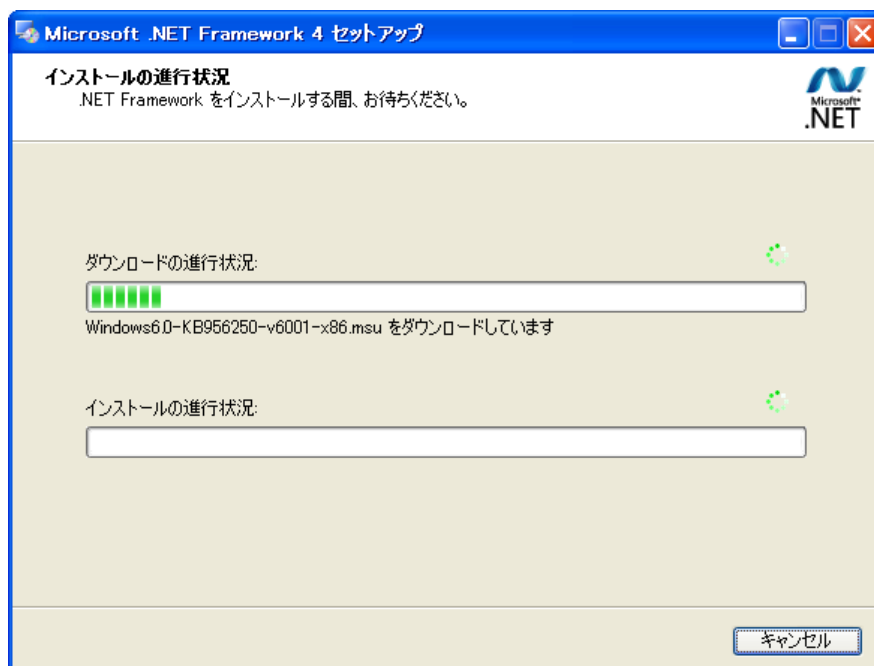 Microsoft .NET Framework 4 セットアップ
インストールの進行状況
.NET Framework をインストールする間、お待ちください。
Microsoft
.NET
ダウンロードの進行状況:
Windows6.0-KB956250-v6001-x86.msu をダウンロードしています
インストールの進行状況:
キャンセル